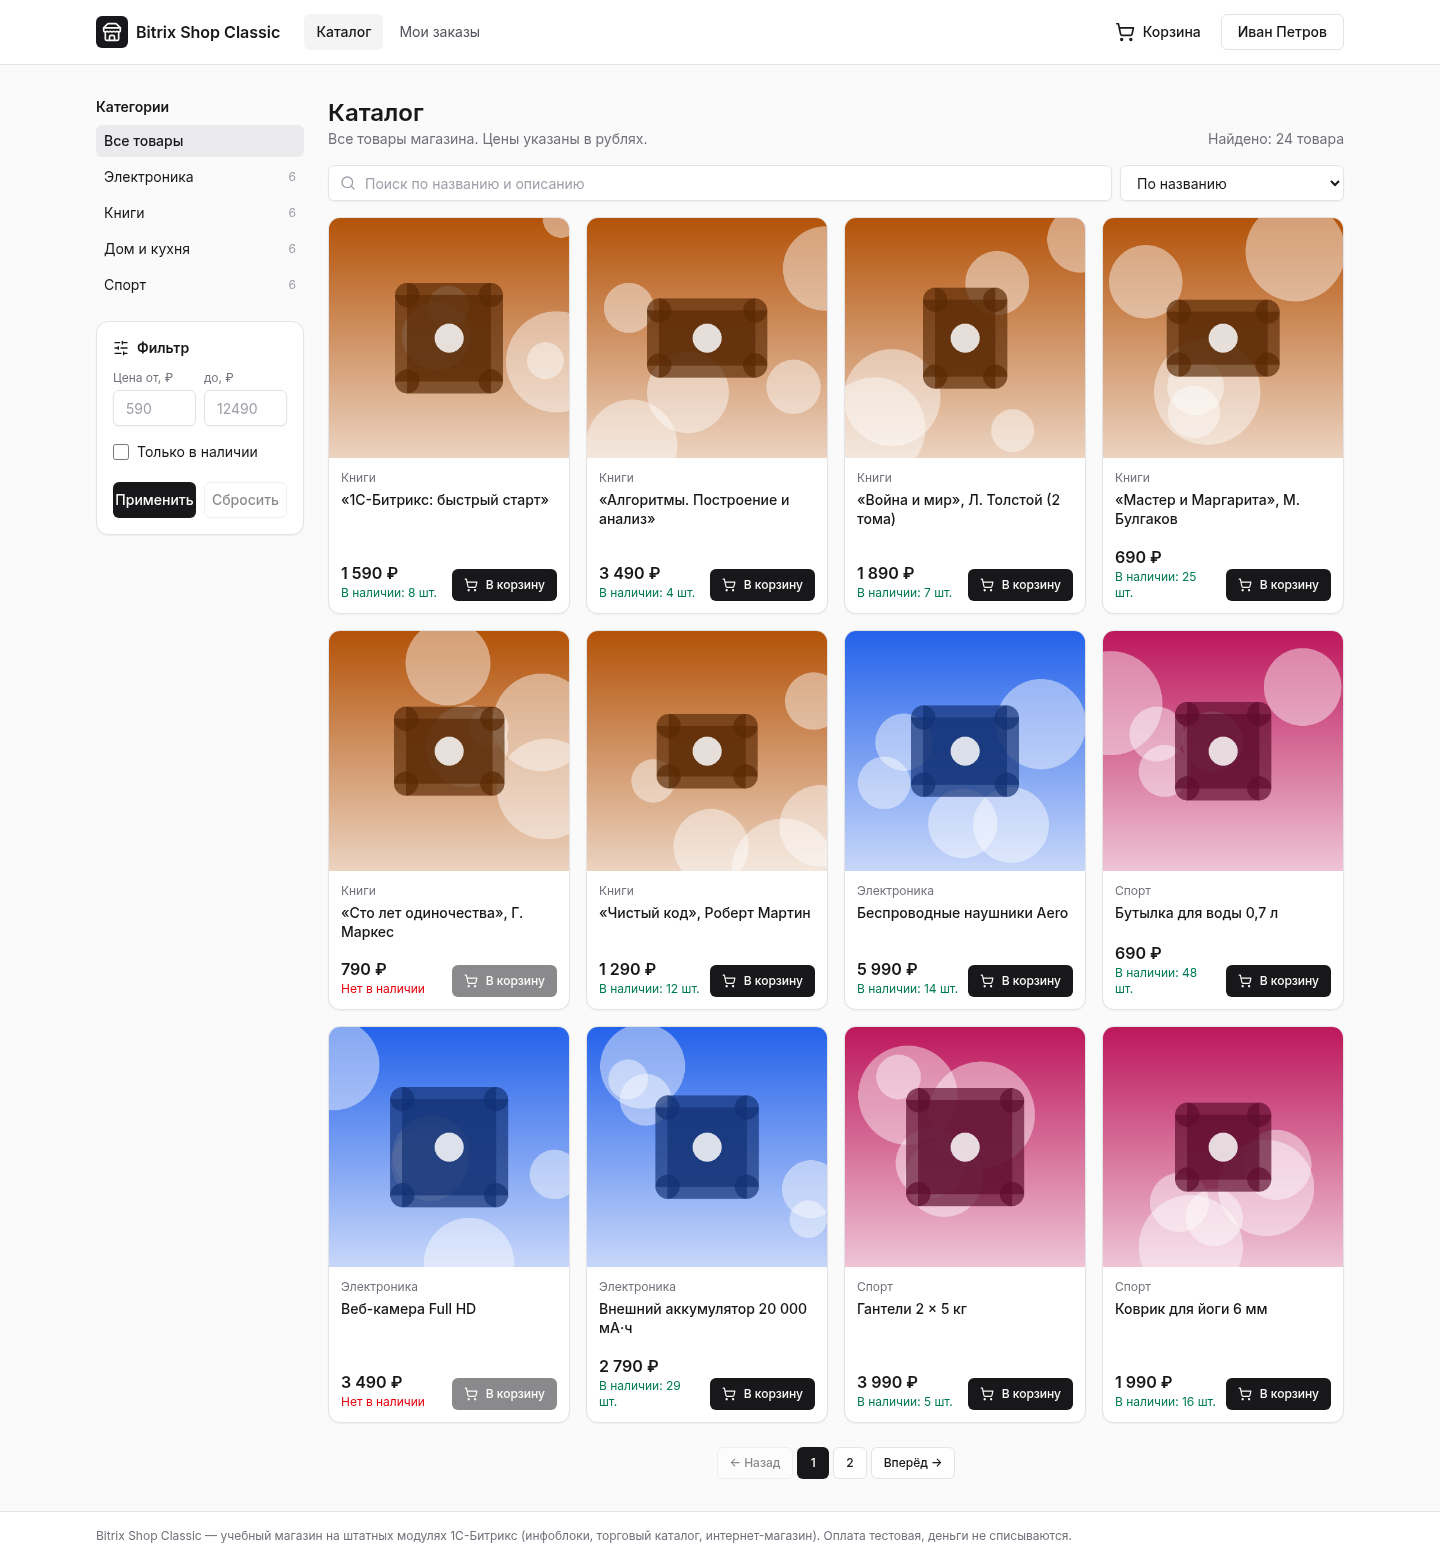 Bitrix Shop Classic
Каталог
Мои заказы
Корзина
Иван Петров
Категории
Все товары
Электроника 6
Книги 6
Дом и кухня 6
Спорт 6
Фильтр
Цена от, ₽ до, ₽
590 12490
Только в наличии
Применить Сбросить
Каталог
Все товары магазина. Цены указаны в рублях.
Найдено: 24 товара
Поиск по названию и описанию
По названию
Книги
«1С-Битрикс: быстрый старт»
1 590 ₽
В наличии: 8 шт.
В корзину
Книги
«Алгоритмы. Построение и
анализ»
3 490 ₽
В наличии: 4 шт.
В корзину
Книги
«Война и мир», Л. Толстой (2
тома)
1 890 ₽
В наличии: 7 шт.
В корзину
Книги
«Мастер и Маргарита», М.
Булгаков
690 ₽
В наличии: 25
шт.
В корзину
Книги
«Сто лет одиночества», Г.
Маркес
790 ₽
Нет в наличии
В корзину
Книги
«Чистый код», Роберт Мартин
1 290 ₽
В наличии: 12 шт.
В корзину
Электроника
Беспроводные наушники Aero
5 990 ₽
В наличии: 14 шт.
В корзину
Спорт
Бутылка для воды 0,7 л
690 ₽
В наличии: 48
шт.
В корзину
Электроника
Веб-камера Full HD
3 490 ₽
Нет в наличии
В корзину
Электроника
Внешний аккумулятор 20 000
мА·ч
2 790 ₽
В наличии: 29
шт.
В корзину
Спорт
Гантели 2 × 5 кг
3 990 ₽
В наличии: 5 шт.
В корзину
Спорт
Коврик для йоги 6 мм
1 990 ₽
В наличии: 16 шт.
В корзину
← Назад 1 2 Вперёд →
Bitrix Shop Classic — учебный магазин на штатных модулях 1С-Битрикс (инфоблоки, торговый каталог, интернет-магазин). Оплата тестовая, деньги не списываются.